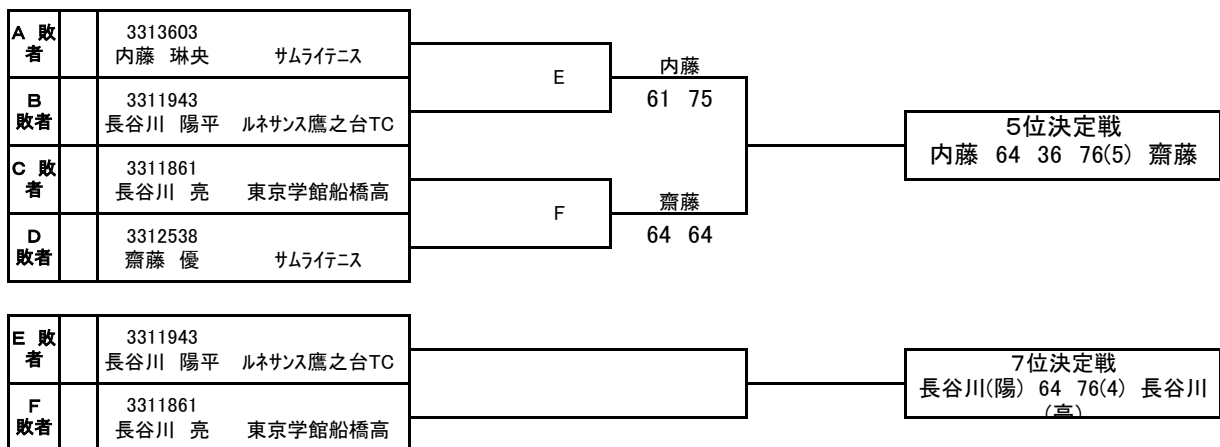 A 敗者
3313603
内藤 琳央 サムライテニス
B 敗者
3311943
長谷川 陽平 ルネサンス鷹之台TC
C 敗者
3311861
長谷川 亮 東京学館船橋高
D 敗者
3312538
齋藤 優 サムライテニス
E
内藤
61 75
F
齋藤
64 64
5位決定戦
内藤 64 36 76(5) 齋藤
E 敗者
3311943
長谷川 陽平 ルネサンス鷹之台TC
F 敗者
3311861
長谷川 亮 東京学館船橋高
7位決定戦
長谷川(陽) 64 76(4) 長谷川